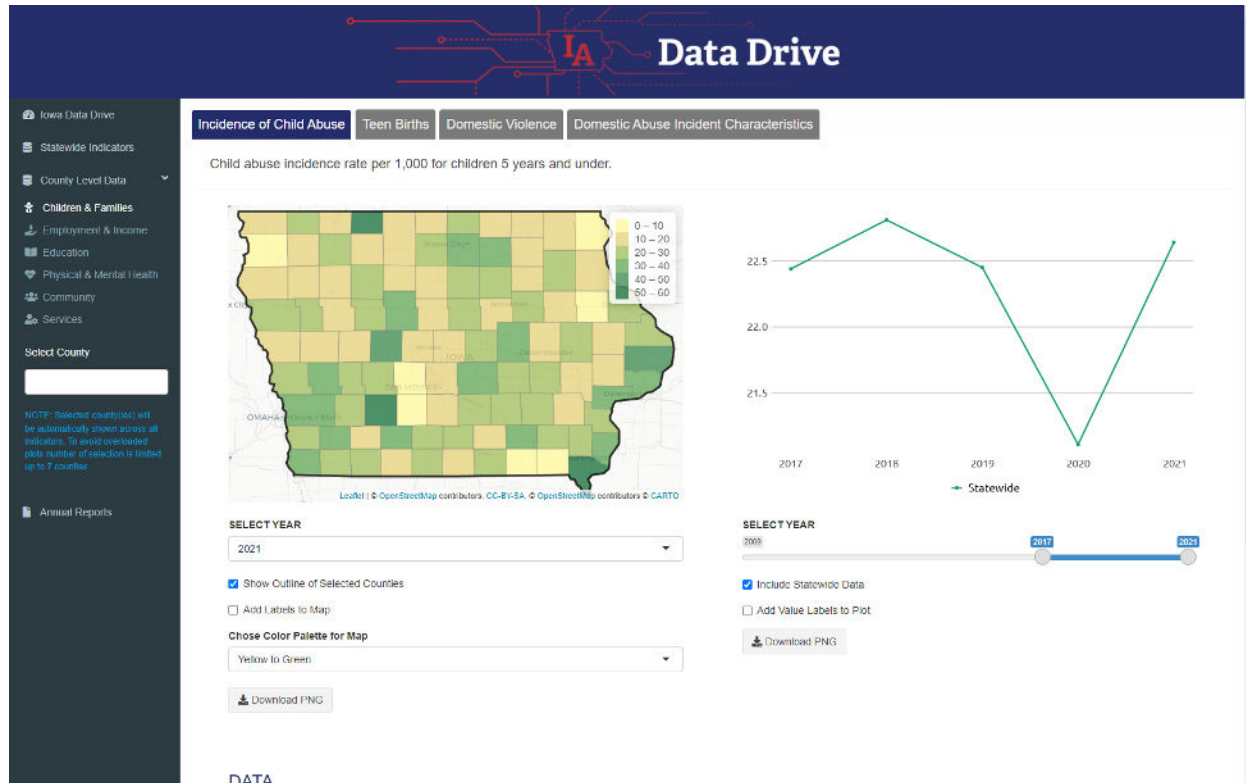 IA Data Drive
Iowa Data Drive
Statewide Indicators
County Level Data
Children & Families
Employment & Income
Education
Physical & Mental Health
Community
Services
Select County
NOTE: Selected county(ies) will
be automatically shown across all
indicators. To avoid overloaded
plots number of selection is limited
up to 7 counties
Annual Reports
Incidence of Child Abuse
Teen Births
Domestic Violence
Domestic Abuse Incident Characteristics
Child abuse incidence rate per 1,000 for children 5 years and under.
0 – 10
10 – 20
20 – 30
30 – 40
40 – 50
50 – 60
Mason City
IOWA
OMAHA
Council Bluffs
Leaflet | © OpenStreetMap contributors, CC-BY-SA, © OpenStreetMap contributors © CARTO
SELECT YEAR
2021
Show Outline of Selected Counties
Add Labels to Map
Chose Color Palette for Map
Yellow to Green
Download PNG
22.5
22.0
21.5
2017 2018 2019 2020 2021
Statewide
SELECT YEAR
2009 2017 2021
Include Statewide Data
Add Value Labels to Plot
Download PNG
DATA